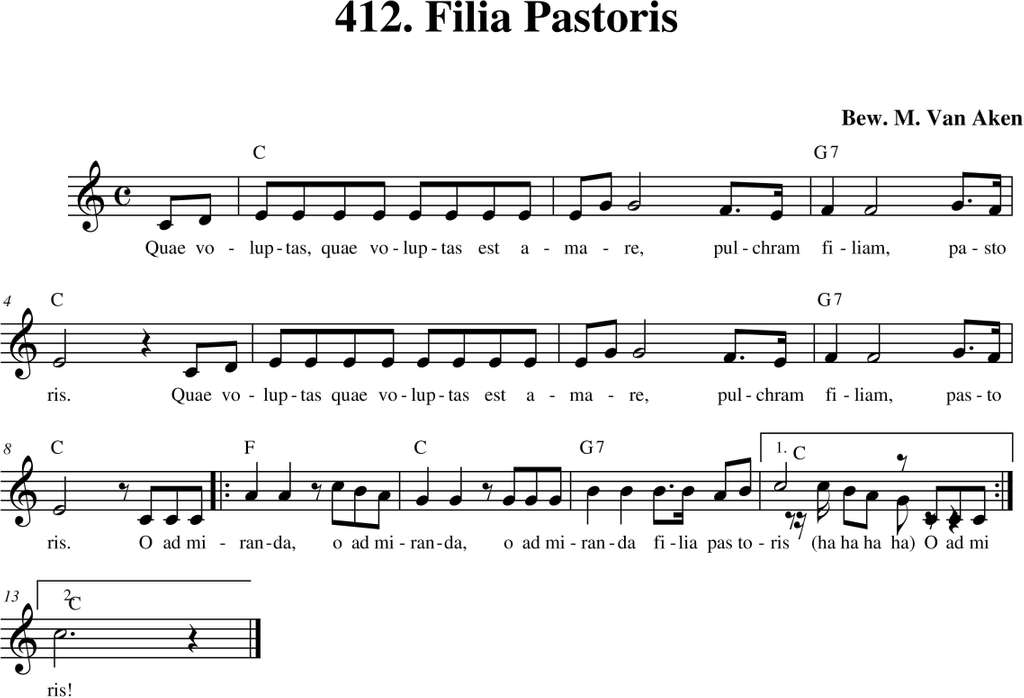 412. Filia Pastoris
Bew. M. Van Aken
C G7
Quae vo - lup - tas, quae vo - lup - tas est a - ma - re, pul - chram fi - liam, pa - sto
4 C G7
ris. Quae vo - lup - tas quae vo - lup - tas est a - ma - re, pul - chram fi - liam, pas - to
8 C F C G7 1. C
ris. O ad mi - ran - da, o ad mi - ran - da, o ad mi - ran - da fi - lia pas to - ris (ha ha ha ha) O ad mi
13 2. C
ris!